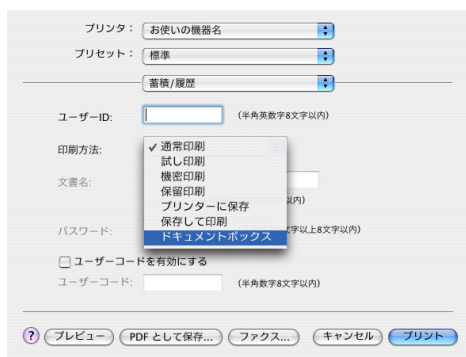 プリンタ： お使いの機器名
プリセット： 標準
蓄積/履歴
ユーザーID: (半角英数字8文字以内)
印刷方法: ✓ 通常印刷
試し印刷
機密印刷
保留印刷
文書名:
プリンターに保存 以内)
保存して印刷
パスワード: 字以上8文字以内)
ドキュメントボックス
ユーザーコードを有効にする
ユーザーコード: (半角数字8文字以内)
? プレビュー PDF として保存... ファクス... キャンセル プリント